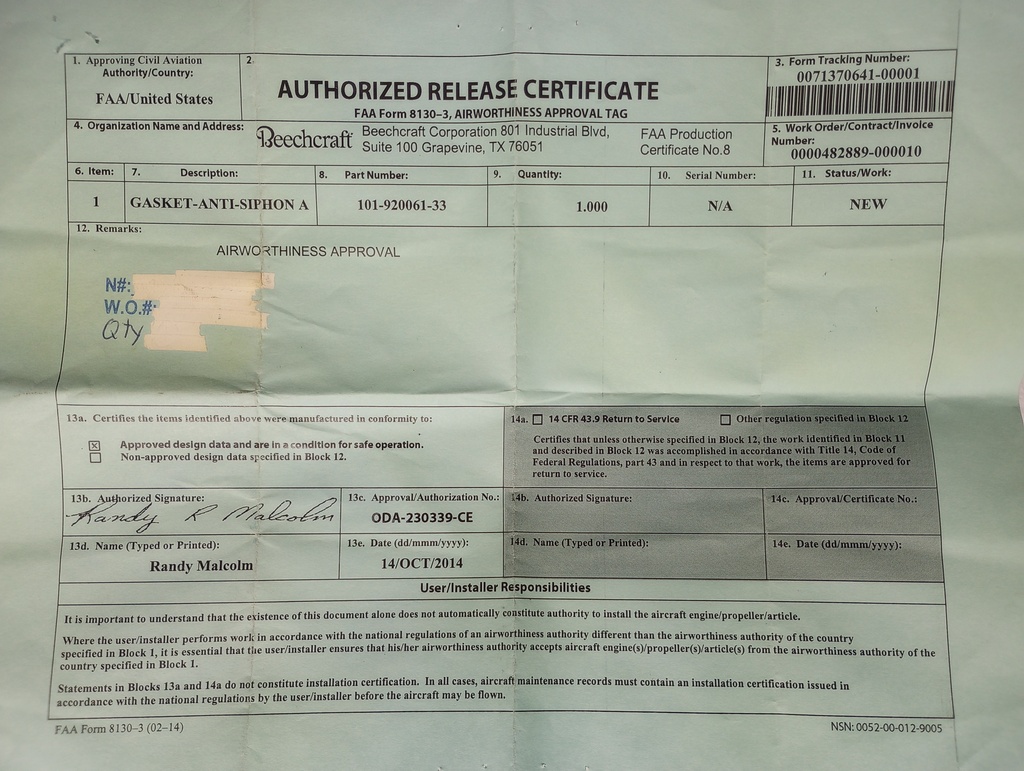 1. Approving Civil Aviation
Authority/Country:
FAA/United States
2.
AUTHORIZED RELEASE CERTIFICATE
FAA Form 8130–3, AIRWORTHINESS APPROVAL TAG
3. Form Tracking Number:
0071370641-00001
4. Organization Name and Address:
Beechcraft
Beechcraft Corporation 801 Industrial Blvd,
Suite 100 Grapevine, TX 76051
FAA Production
Certificate No.8
5. Work Order/Contract/Invoice
Number:
0000482889-000010
6. Item: 7. Description: 8. Part Number: 9. Quantity: 10. Serial Number: 11. Status/Work:
1 GASKET-ANTI-SIPHON A 101-920061-33 1.000 N/A NEW
12. Remarks:
AIRWORTHINESS APPROVAL
N#:
W.O.#:
Qty
13a. Certifies the items identified above were manufactured in conformity to:
☒ Approved design data and are in a condition for safe operation.
☐ Non-approved design data specified in Block 12.
14a. ☐ 14 CFR 43.9 Return to Service ☐ Other regulation specified in Block 12
Certifies that unless otherwise specified in Block 12, the work identified in Block 11
and described in Block 12 was accomplished in accordance with Title 14, Code of
Federal Regulations, part 43 and in respect to that work, the items are approved for
return to service.
13b. Authorized Signature:
Randy R Malcolm
13c. Approval/Authorization No.:
ODA-230339-CE
14b. Authorized Signature:
14c. Approval/Certificate No.:
13d. Name (Typed or Printed):
Randy Malcolm
13e. Date (dd/mmm/yyyy):
14/OCT/2014
14d. Name (Typed or Printed):
14e. Date (dd/mmm/yyyy):
User/Installer Responsibilities
It is important to understand that the existence of this document alone does not automatically constitute authority to install the aircraft engine/propeller/article.
Where the user/installer performs work in accordance with the national regulations of an airworthiness authority different than the airworthiness authority of the country
specified in Block 1, it is essential that the user/installer ensures that his/her airworthiness authority accepts aircraft engine(s)/propeller(s)/article(s) from the airworthiness authority of the
country specified in Block 1.
Statements in Blocks 13a and 14a do not constitute installation certification. In all cases, aircraft maintenance records must contain an installation certification issued in
accordance with the national regulations by the user/installer before the aircraft may be flown.
FAA Form 8130–3 (02–14)
NSN: 0052-00-012-9005